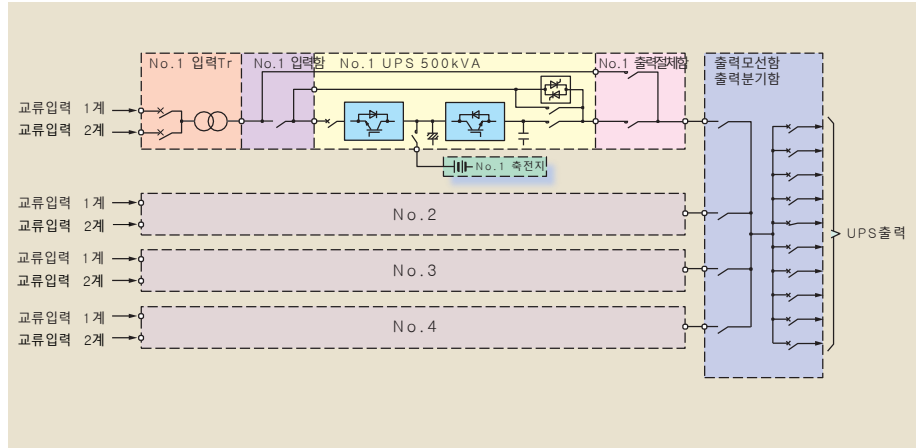 No.1 입력Tr
No.1 입력함
No.1 UPS 500kVA
No.1 출력절체함
출력모선함
출력분기함
교류입력 1계
교류입력 2계
No.1 축전지
교류입력 1계
교류입력 2계
No.2
UPS출력
교류입력 1계
교류입력 2계
No.3
교류입력 1계
교류입력 2계
No.4